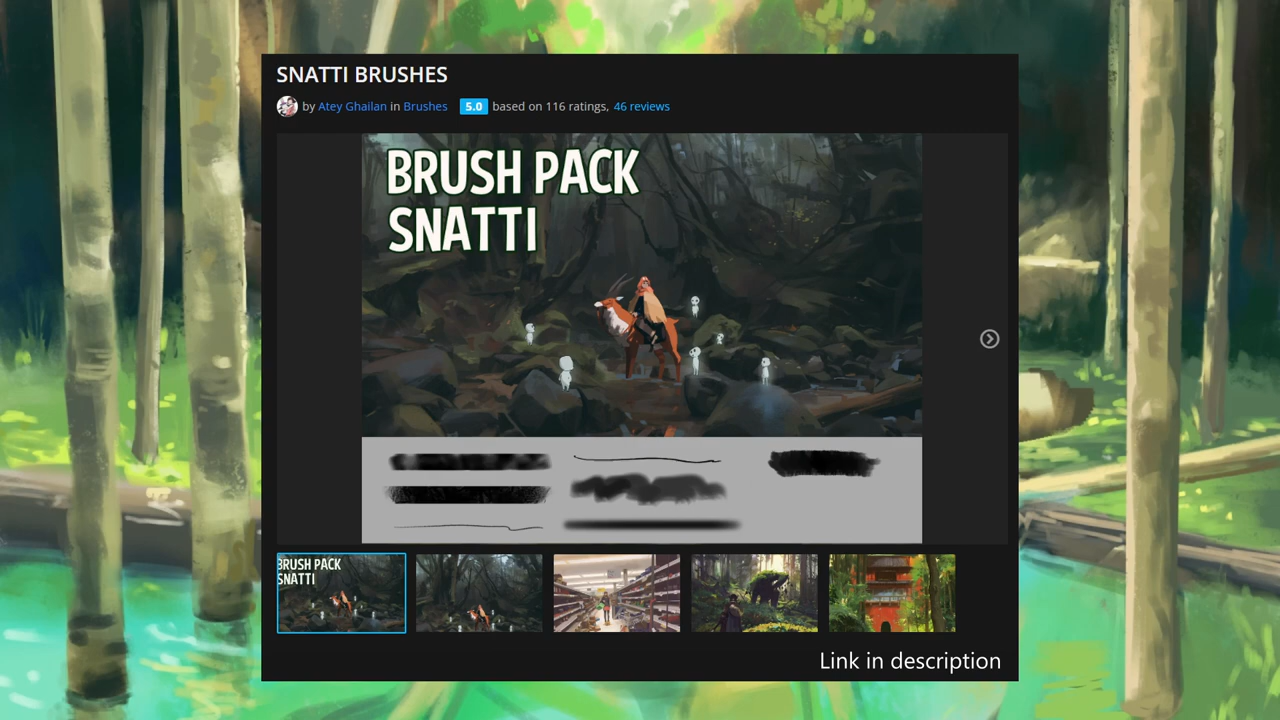 SNATTI BRUSHES
by Atey Ghailan in Brushes 5.0 based on 116 ratings, 46 reviews
BRUSH PACK
SNATTI
BRUSH PACK
SNATTI
Link in description